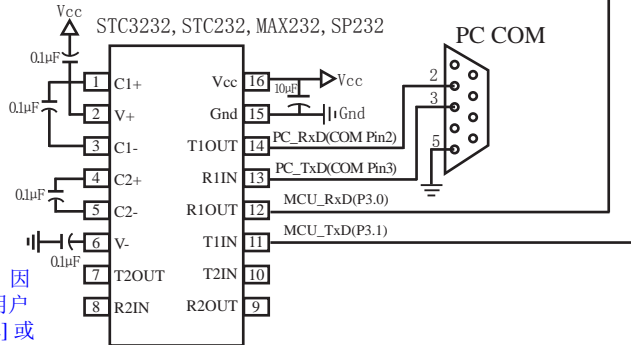 Vcc
STC3232, STC232, MAX232, SP232
PC COM
0.1μF
1 C1+ Vcc 16 Vcc
10μF
0.1μF
2 V+ Gnd 15 Gnd
3 C1- T1OUT 14 PC_RxD(COM Pin2)
4 C2+ R1IN 13 PC_TxD(COM Pin3)
0.1μF
5 C2- R1OUT 12 MCU_RxD(P3.0)
6 V- T1IN 11 MCU_TxD(P3.1)
0.1μF
7 T2OUT T2IN 10
8 R2IN R2OUT 9
2
3
5
因
用户
] 或